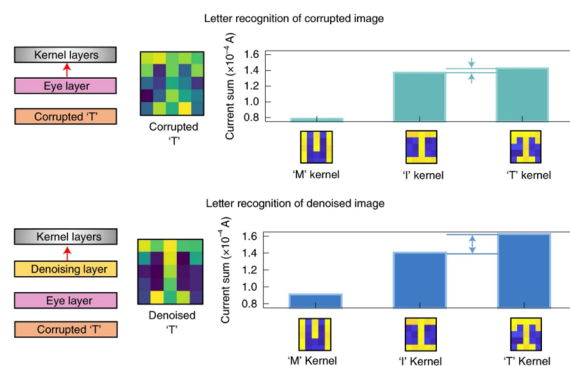 Letter recognition of corrupted image
Kernel layers
Eye layer
Corrupted 'T'
Corrupted
'T'
Current sum (×10⁻⁴ A)
1.6
1.4
1.2
1.0
0.8
'M' kernel
'I' kernel
'T' kernel
Letter recognition of denoised image
Kernel layers
Denoising layer
Eye layer
Corrupted 'T'
Denoised
'T'
Current sum (×10⁻⁴ A)
1.6
1.4
1.2
1.0
0.8
'M' Kernel
'I' Kernel
'T' Kernel